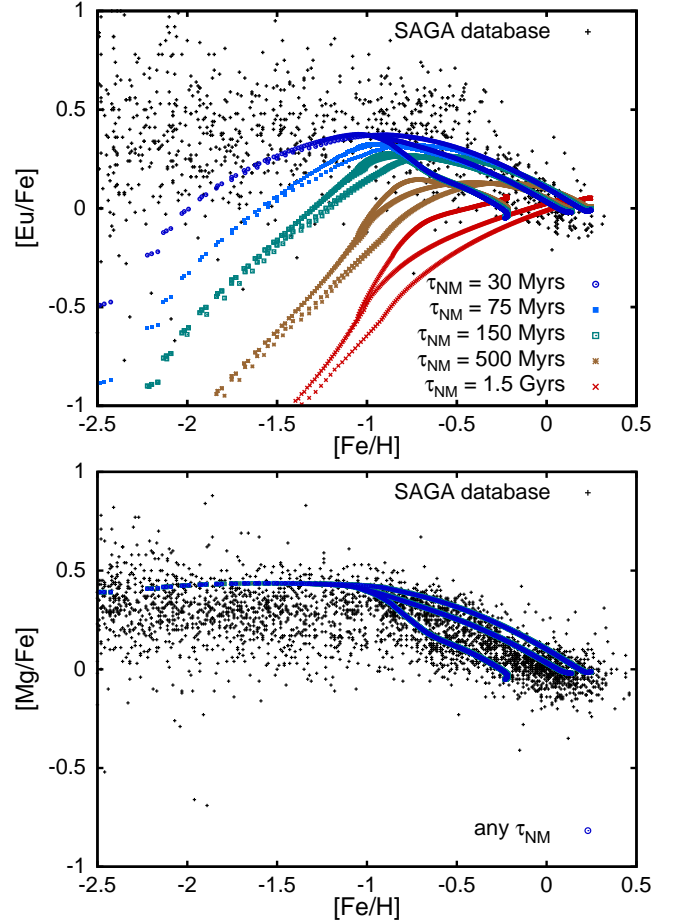 1
SAGA database
0.5
[Eu/Fe]
0
τNM = 30 Myrs
-0.5
τNM = 75 Myrs
τNM = 150 Myrs
τNM = 500 Myrs
τNM = 1.5 Gyrs
-1
-2.5 -2 -1.5 -1 -0.5 0 0.5
[Fe/H]
1
SAGA database
0.5
[Mg/Fe]
0
-0.5
any τNM
-1
-2.5 -2 -1.5 -1 -0.5 0 0.5
[Fe/H]